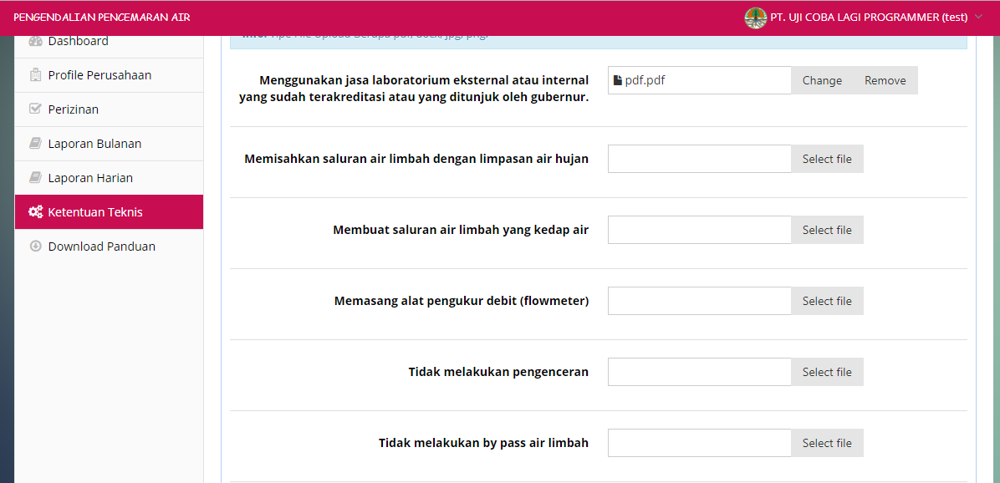 PENGENDALIAN PENCEMARAN AIR
PT. UJI COBA LAGI PROGRAMMER (test)
Dashboard
Profile Perusahaan
Perizinan
Laporan Bulanan
Laporan Harian
Ketentuan Teknis
Download Panduan
Menggunakan jasa laboratorium eksternal atau internal
yang sudah terakreditasi atau yang ditunjuk oleh gubernur.
pdf.pdf Change Remove
Memisahkan saluran air limbah dengan limpasan air hujan
Select file
Membuat saluran air limbah yang kedap air
Select file
Memasang alat pengukur debit (flowmeter)
Select file
Tidak melakukan pengenceran
Select file
Tidak melakukan by pass air limbah
Select file